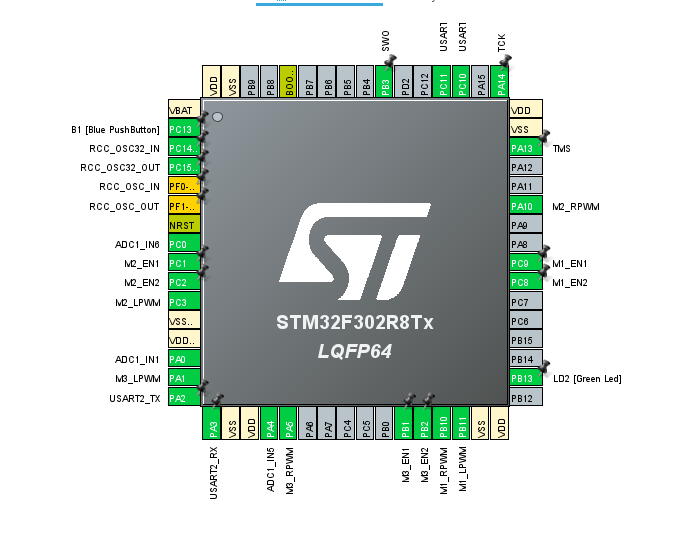 SWO
USART
USART
TCK
VDD
VSS
PB9
PB8
BOO..
PB7
PB6
PB5
PB4
PB3
PD2
PC12
PC11
PC10
PA15
PA14
VBAT
B1 [Blue PushButton] PC13
RCC_OSC32_IN PC14..
RCC_OSC32_OUT PC15..
RCC_OSC_IN PF0-..
RCC_OSC_OUT PF1-..
NRST
ADC1_IN6 PC0
M2_EN1 PC1
M2_EN2 PC2
M2_LPWM PC3
VSS..
VDD..
ADC1_IN1 PA0
M3_LPWM PA1
USART2_TX PA2
VDD
VSS
PA13 TMS
PA12
PA11
PA10 M2_RPWM
PA9
PA8
PC9 M1_EN1
PC8 M1_EN2
PC7
PC6
PB15
PB14
PB13 LD2 [Green Led]
PB12
ST
STM32F302R8Tx
LQFP64
PA3
VSS
VDD
PA4
PA5
PA6
PA7
PC4
PC5
PB0
PB1
PB2
PB10
PB11
VSS
VDD
USART2_RX
ADC1_IN5
M3_RPWM
M3_EN1
M3_EN2
M1_RPWM
M1_LPWM